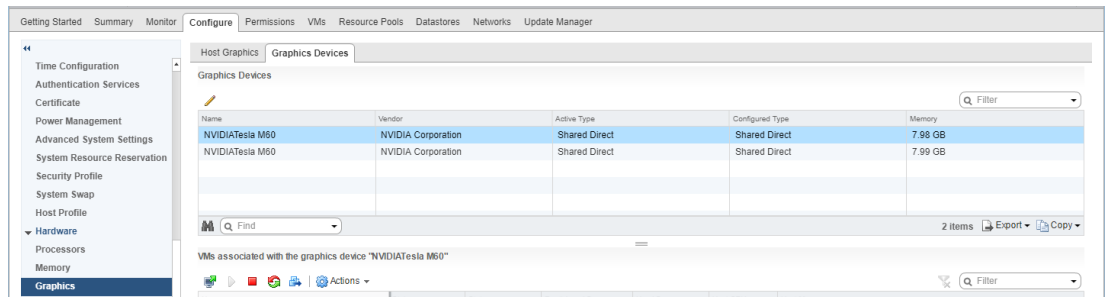 Getting Started Summary Monitor Configure Permissions VMs Resource Pools Datastores Networks Update Manager
Time Configuration
Authentication Services
Certificate
Power Management
Advanced System Settings
System Resource Reservation
Security Profile
System Swap
Host Profile
Hardware
Processors
Memory
Graphics
Host Graphics Graphics Devices
Graphics Devices
Filter
Name Vendor Active Type Configured Type Memory
NVIDIATesla M60 NVIDIA Corporation Shared Direct Shared Direct 7.98 GB
NVIDIATesla M60 NVIDIA Corporation Shared Direct Shared Direct 7.99 GB
Find 2 items Export Copy
VMs associated with the graphics device "NVIDIATesla M60"
Actions Filter